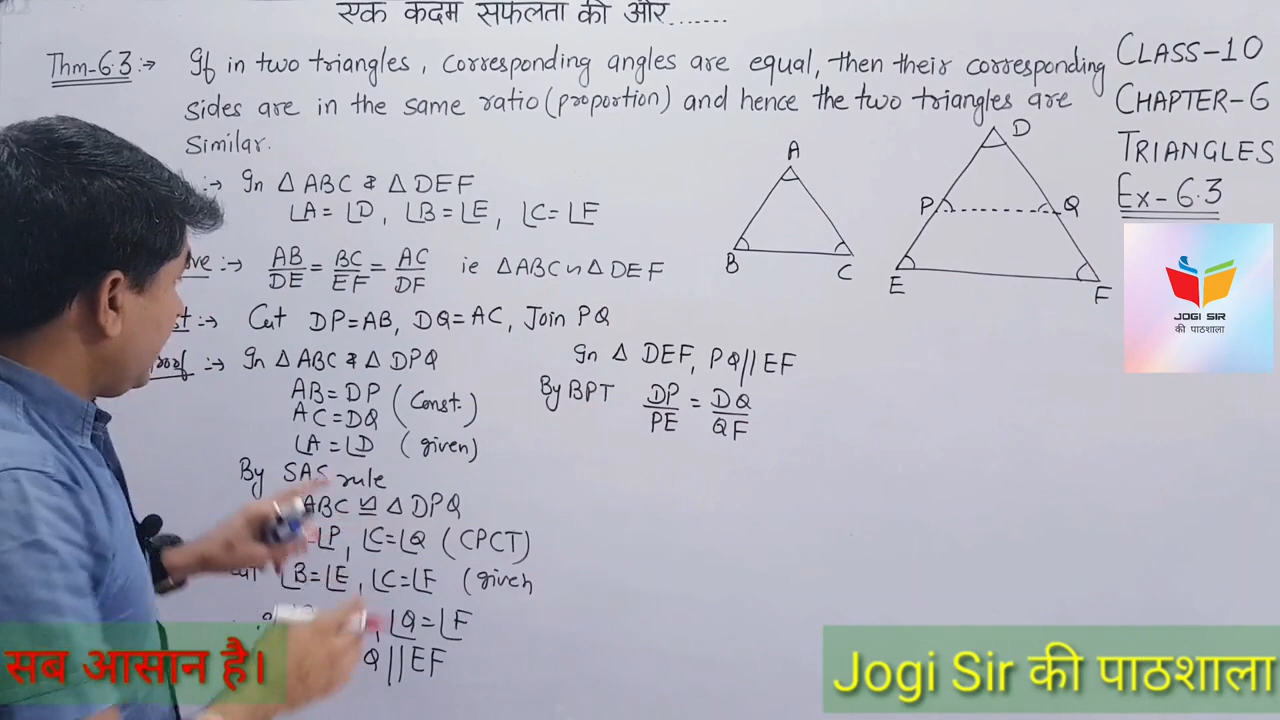 एक कदम सफलता की और.......
Thm-6.3 :→ If in two triangles, corresponding angles are equal, then their corresponding
sides are in the same ratio (proportion) and hence the two triangles are
Similar.
:→ In △ ABC & △ DEF
∠A = ∠D, ∠B = ∠E, ∠C = ∠F
:→ AB/DE = BC/EF = AC/DF ie △ABC ∽ △DEF
:→ Cut DP=AB, DQ=AC, Join PQ
Proof :→ In △ ABC & △ DPQ
AB = DP
AC = DQ (Const.)
∠A = ∠D (given)
By SAS rule
ABC ≌ △ DPQ
∠P, ∠C=∠Q (CPCT)
∠B=∠E, ∠C=∠F (given
, ∠Q = ∠F
Q || EF
In △ DEF, PQ || EF
By BPT DP/PE = DQ/QF
A
B
C
D
P
Q
E
F
CLASS-10
CHAPTER-6
TRIANGLES
Ex-6.3
JOGI SIR
की पाठशाला
सब आसान है।
Jogi Sir की पाठशाला